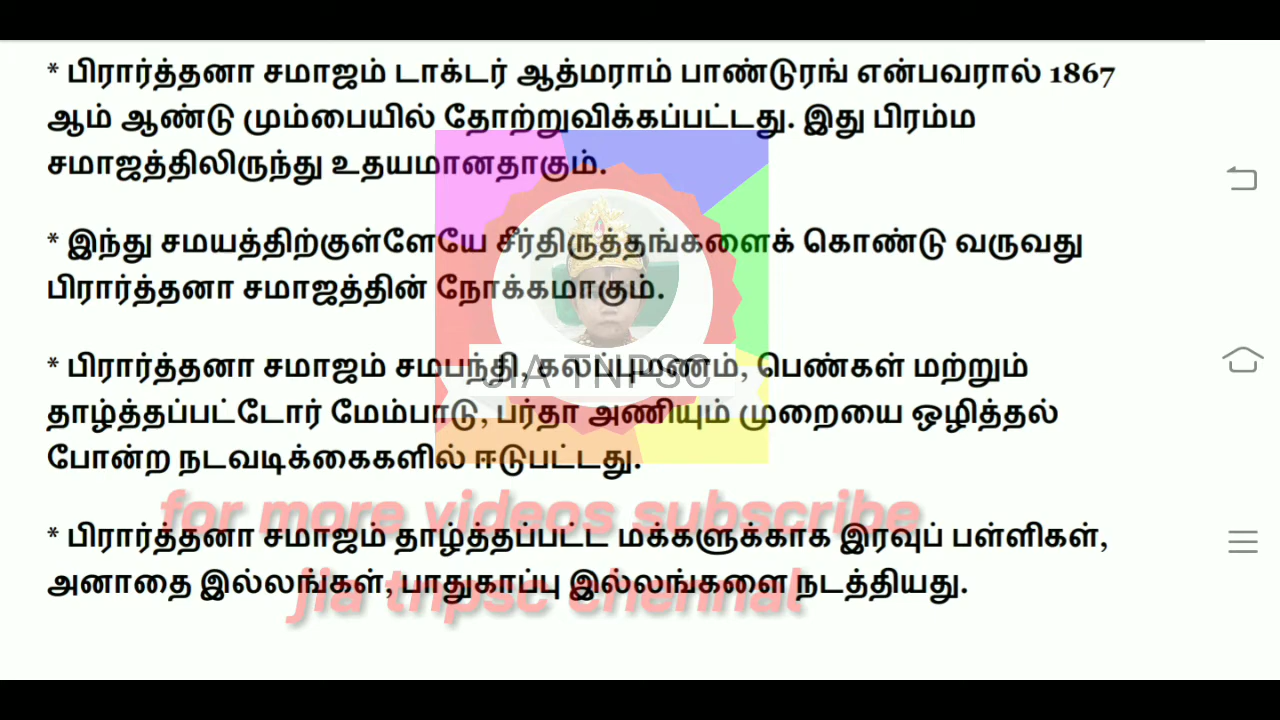 * பிரார்த்தனா சமாஜம் டாக்டர் ஆத்மராம் பாண்டுரங் என்பவரால் 1867
ஆம் ஆண்டு மும்பையில் தோற்றுவிக்கப்பட்டது. இது பிரம்ம
சமாஜத்திலிருந்து உதயமானதாகும்.
* இந்து சமயத்திற்குள்ளேயே சீர்திருத்தங்களைக் கொண்டு வருவது
பிரார்த்தனா சமாஜத்தின் நோக்கமாகும்.
* பிரார்த்தனா சமாஜம் சமபந்தி, கலப்புமணம், பெண்கள் மற்றும்
JIA TNPSC
தாழ்த்தப்பட்டோர் மேம்பாடு, பர்தா அணியும் முறையை ஒழித்தல்
போன்ற நடவடிக்கைகளில் ஈடுபட்டது.
for more videos subscribe
* பிரார்த்தனா சமாஜம் தாழ்த்தப்பட்ட மக்களுக்காக இரவுப் பள்ளிகள்,
அனாதை இல்லங்கள், பாதுகாப்பு இல்லங்களை நடத்தியது.
jia tnpsc chennal